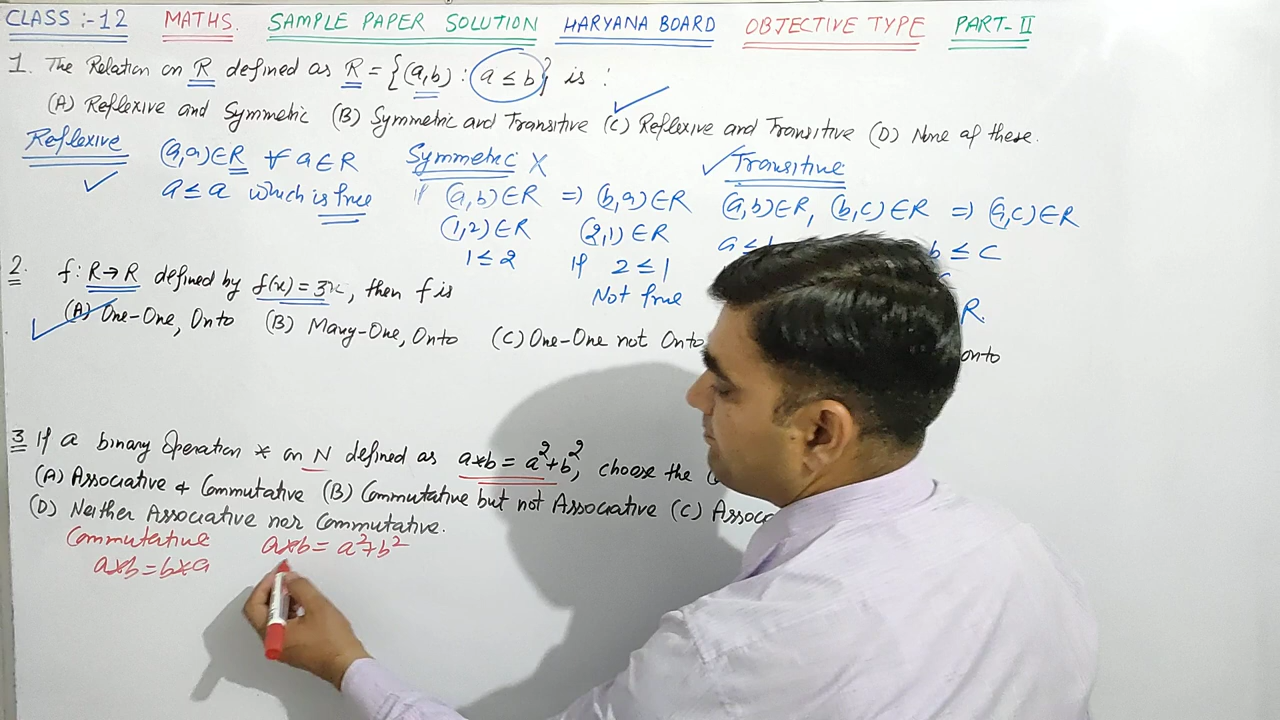 CLASS :- 12 MATHS. SAMPLE PAPER SOLUTION HARYANA BOARD OBJECTIVE TYPE PART- II
1. The Relation on R defined as R = {(a,b) : a ≤ b} is :
(A) Reflexive and Symmetric (B) Symmetric and Transitive (C) Reflexive and Transitive (D) None of these.
Reflexive (a,a) ∈ R ∀ a ∈ R Symmetric X Transitive
a ≤ a which is true if (a,b) ∈ R => (b,a) ∈ R (a,b) ∈ R, (b,c) ∈ R => (a,c) ∈ R
(1,2) ∈ R (2,1) ∈ R a ≤ b ≤ c
1 ≤ 2 if 2 ≤ 1
Not true R.
2. f : R → R defined by f(x) = 3x, then f is
(A) One-One, Onto (B) Many-One, Onto (C) One-One not Onto onto
3 If a binary operation * on N defined as a*b = a²+b², choose the
(A) Associative & Commutative (B) Commutative but not Associative (C)
(D) Neither Associative nor Commutative.
Commutative a*b = a²+b²
a*b = b*a